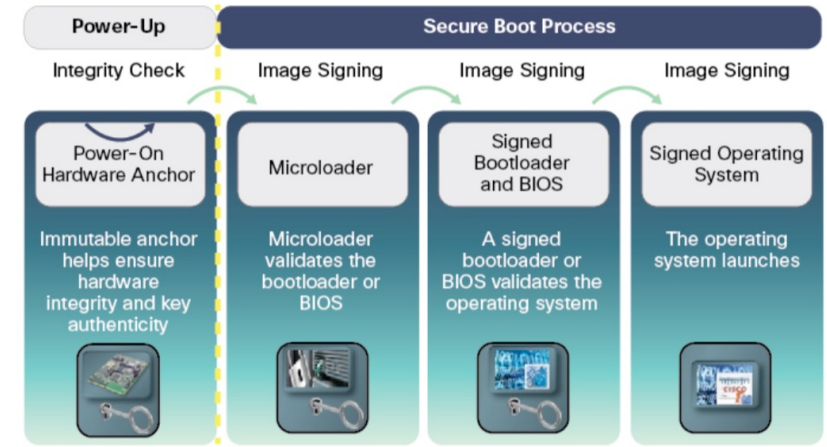 Power-Up
Secure Boot Process
Integrity Check
Image Signing
Image Signing
Image Signing
Power-On
Hardware Anchor
Immutable anchor
helps ensure
hardware
integrity and key
authenticity
Microloader
Microloader
validates the
bootloader or
BIOS
Signed
Bootloader
and BIOS
A signed
bootloader or
BIOS validates the
operating system
Signed Operating
System
The operating
system launches
CISCO